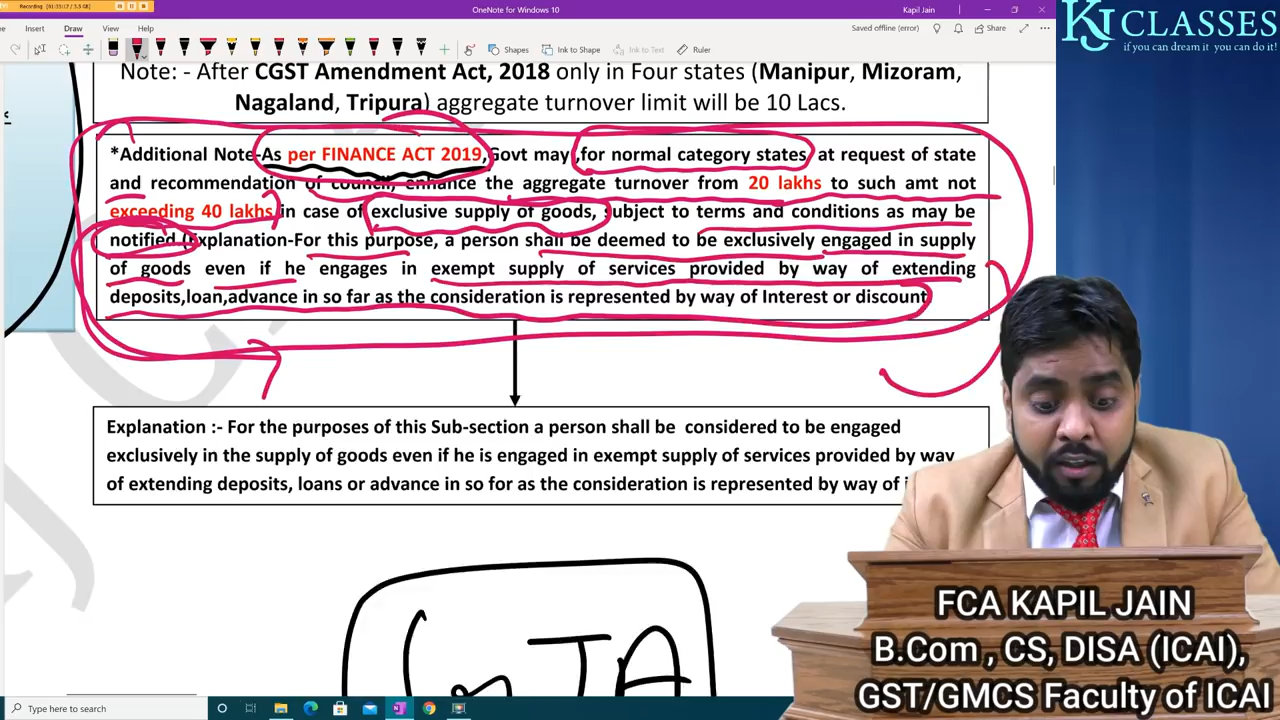 Recording 01:33:17 / 5.5 GB
OneNote for Windows 10
Kapil Jain
Insert Draw View Help
Saved offline (error)
Share
Shapes
Ink to Shape
Ink to Text
Ruler
Note: - After CGST Amendment Act, 2018 only in Four states (Manipur, Mizoram,
Nagaland, Tripura) aggregate turnover limit will be 10 Lacs.
*Additional Note-As per FINANCE ACT 2019,Govt may ,for normal category states, at request of state
and recommendation of council, enhance the aggregate turnover from 20 lakhs to such amt not
exceeding 40 lakhs in case of exclusive supply of goods, subject to terms and conditions as may be
notified (Explanation-For this purpose, a person shall be deemed to be exclusively engaged in supply
of goods even if he engages in exempt supply of services provided by way of extending
deposits,loan,advance in so far as the consideration is represented by way of Interest or discount
Explanation :- For the purposes of this Sub-section a person shall be considered to be engaged
exclusively in the supply of goods even if he is engaged in exempt supply of services provided by way
of extending deposits, loans or advance in so for as the consideration is represented by way of
KJ CLASSES
if you can dream it you can do it!
FCA KAPIL JAIN
B.Com , CS, DISA (ICAI),
GST/GMCS Faculty of ICAI
Type here to search